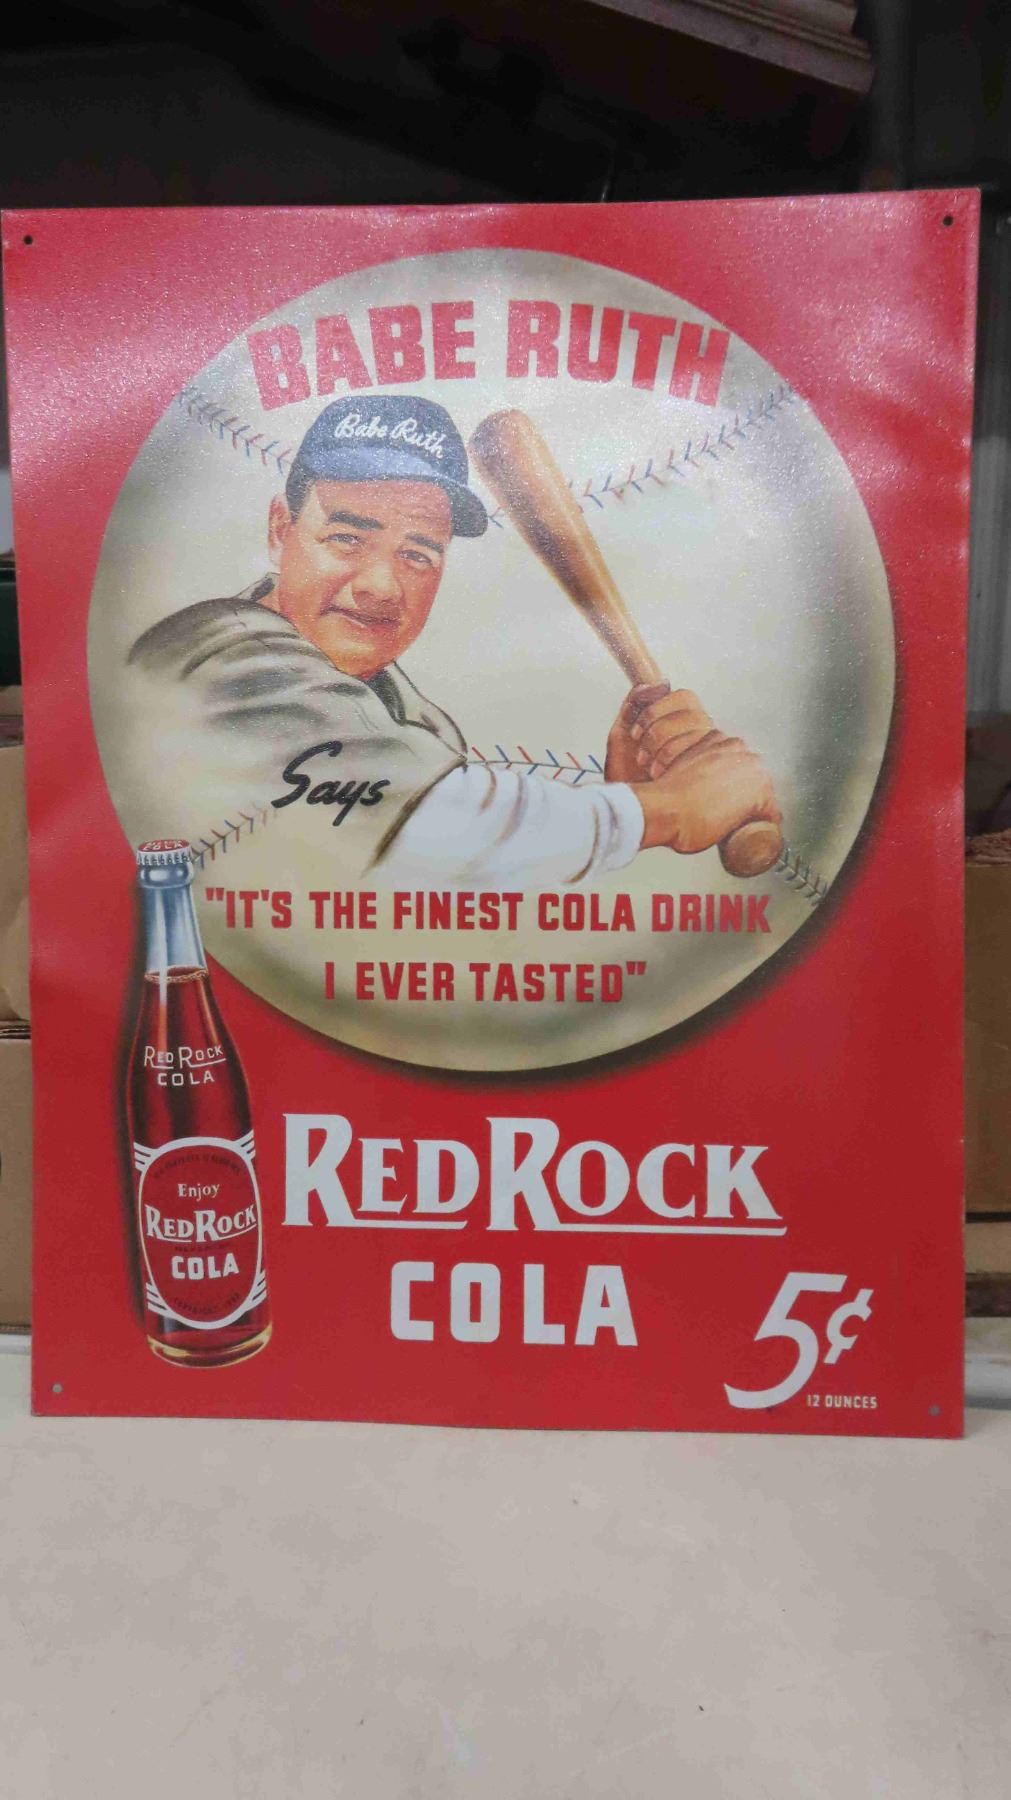 BABE RUTH
Babe Ruth
Says
"IT'S THE FINEST COLA DRINK
I EVER TASTED"
COLA
RED ROCK
COLA
Enjoy
RED ROCK
COLA
RED ROCK
COLA
5¢
12 OUNCES